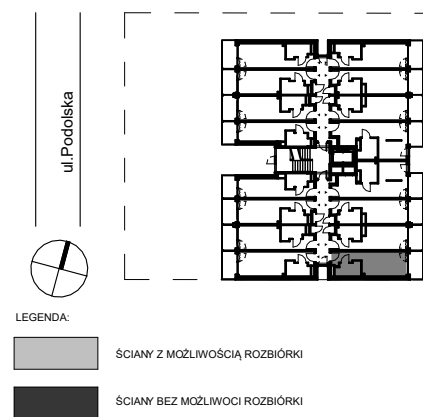 ul.Podolska
LEGENDA:
ŚCIANY Z MOŻLIWOŚCIĄ ROZBIÓRKI
ŚCIANY BEZ MOŻLIWOCI ROZBIÓRKI